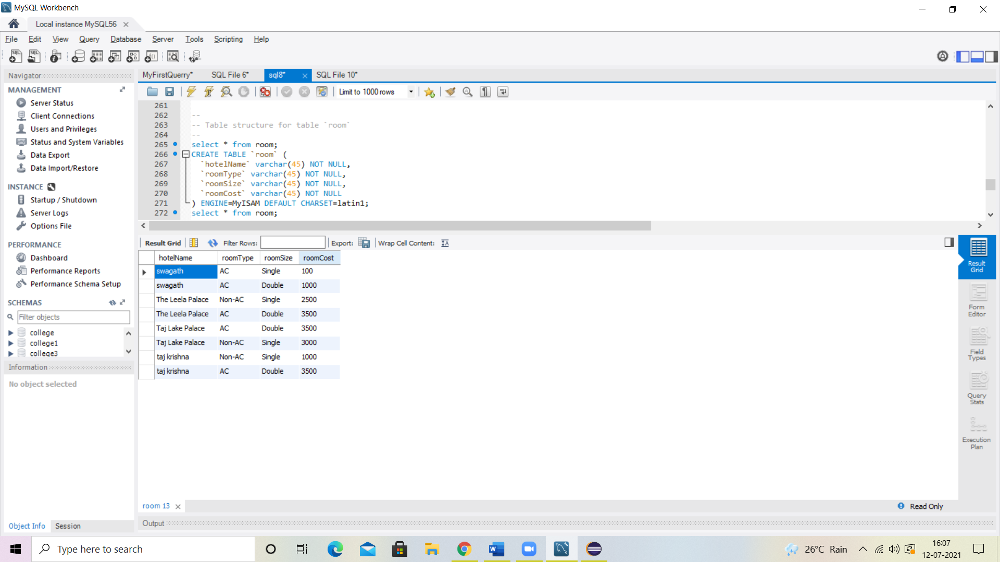 MySQL Workbench
Local instance MySQL56
File Edit View Query Database Server Tools Scripting Help
Navigator
MANAGEMENT
Server Status
Client Connections
Users and Privileges
Status and System Variables
Data Export
Data Import/Restore
INSTANCE
Startup / Shutdown
Server Logs
Options File
PERFORMANCE
Dashboard
Performance Reports
Performance Schema Setup
SCHEMAS
Filter objects
college
college1
college3
Information
No object selected
Object Info Session
MyFirstQuerry* SQL File 6* sql8* SQL File 10*
Limit to 1000 rows
261
262 --
263 -- Table structure for table `room`
264 --
265 select * from room;
266 CREATE TABLE `room` (
267 `hotelName` varchar(45) NOT NULL,
268 `roomType` varchar(45) NOT NULL,
269 `roomSize` varchar(45) NOT NULL,
270 `roomCost` varchar(45) NOT NULL
271 ) ENGINE=MyISAM DEFAULT CHARSET=latin1;
272 select * from room;
Result Grid Filter Rows: Export: Wrap Cell Content:
hotelName roomType roomSize roomCost
swagath AC Single 100
swagath AC Double 1000
The Leela Palace Non-AC Single 2500
The Leela Palace AC Double 3500
Taj Lake Palace AC Double 3500
Taj Lake Palace Non-AC Single 3000
taj krishna Non-AC Single 1000
taj krishna AC Double 3500
Result
Grid
Form
Editor
Field
Types
Query
Stats
Execution
Plan
room 13
Read Only
Output
Type here to search
26°C Rain
16:07
12-07-2021